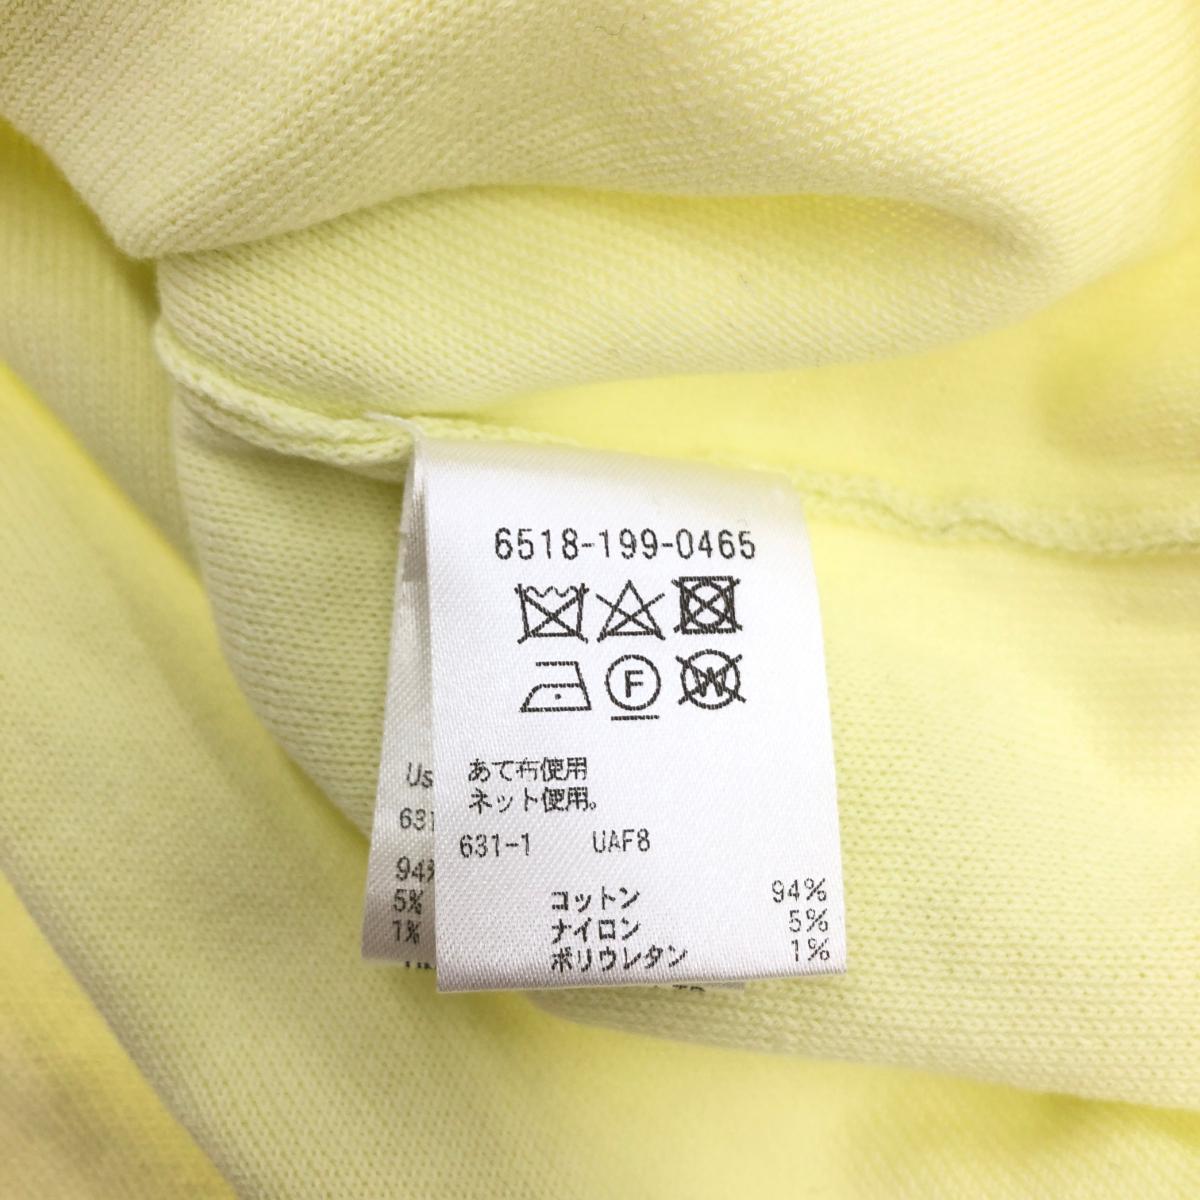 6518-199-0465
F W
あて布使用
ネット使用。
631-1 UAF8
コットン 94%
ナイロン 5%
ポリウレタン 1%
Us
631
94%
5%
1%